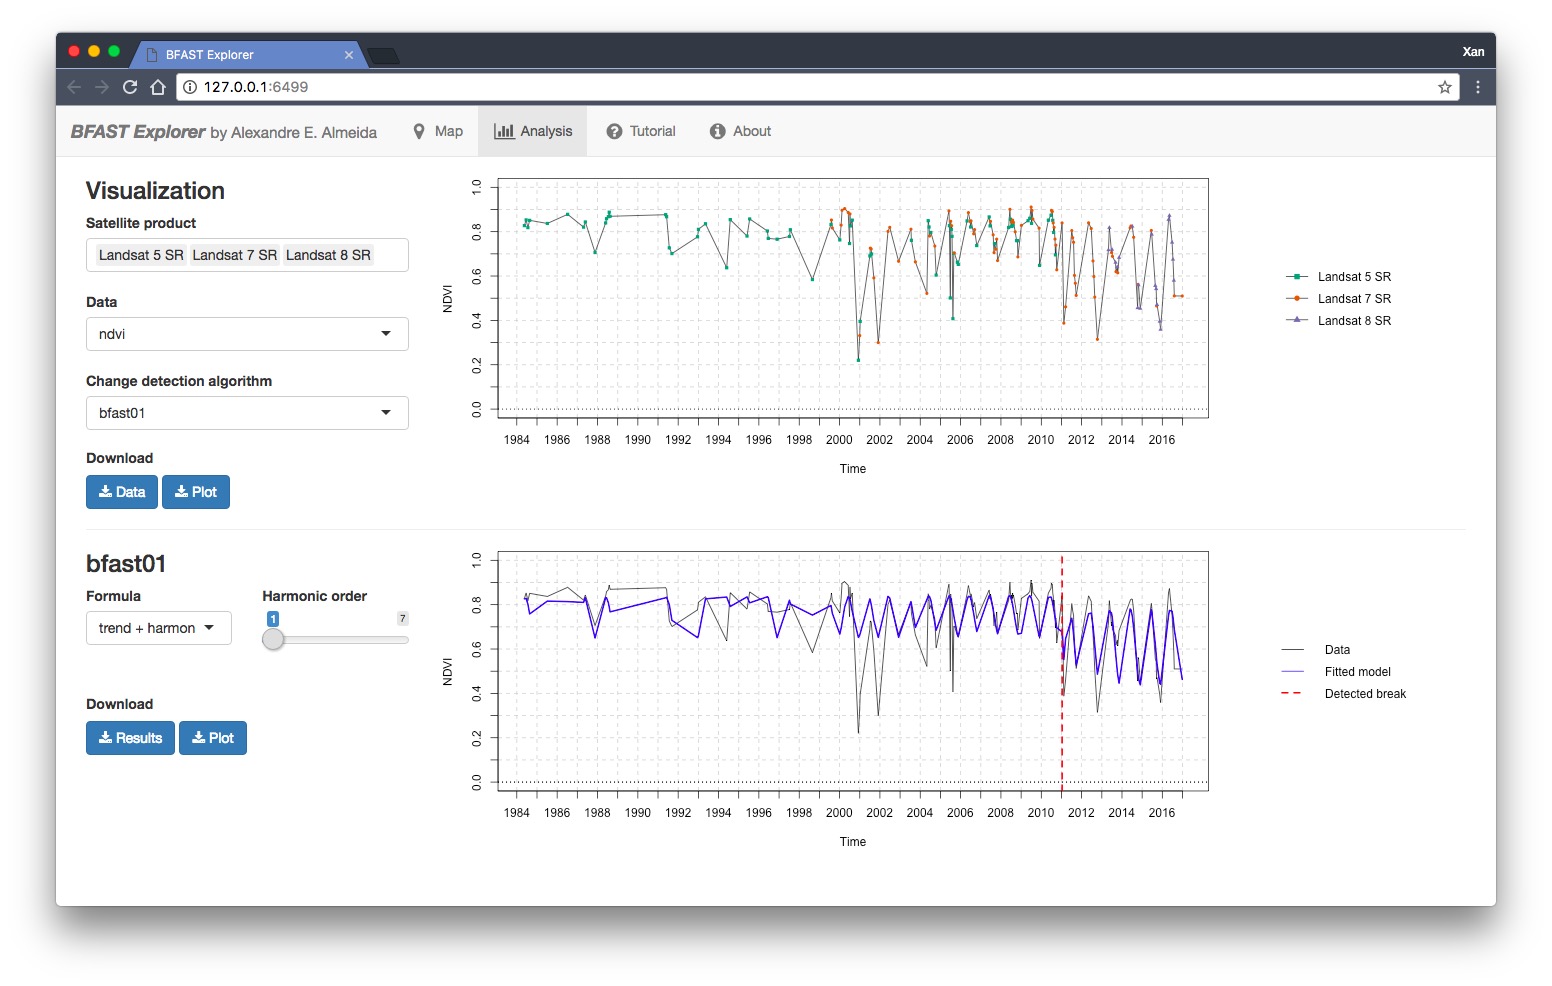 BFAST Explorer
Xan
127.0.0.1:6499
BFAST Explorer by Alexandre E. Almeida Map Analysis Tutorial About
Visualization
Satellite product
Landsat 5 SR Landsat 7 SR Landsat 8 SR
Data
ndvi
Change detection algorithm
bfast01
Download
Data Plot
NDVI
1.0
0.8
0.6
0.4
0.2
0.0
1984 1986 1988 1990 1992 1994 1996 1998 2000 2002 2004 2006 2008 2010 2012 2014 2016
Time
Landsat 5 SR
Landsat 7 SR
Landsat 8 SR
bfast01
Formula
trend + harmon
Harmonic order
1 7
Download
Results Plot
NDVI
1.0
0.8
0.6
0.4
0.2
0.0
1984 1986 1988 1990 1992 1994 1996 1998 2000 2002 2004 2006 2008 2010 2012 2014 2016
Time
Data
Fitted model
Detected break